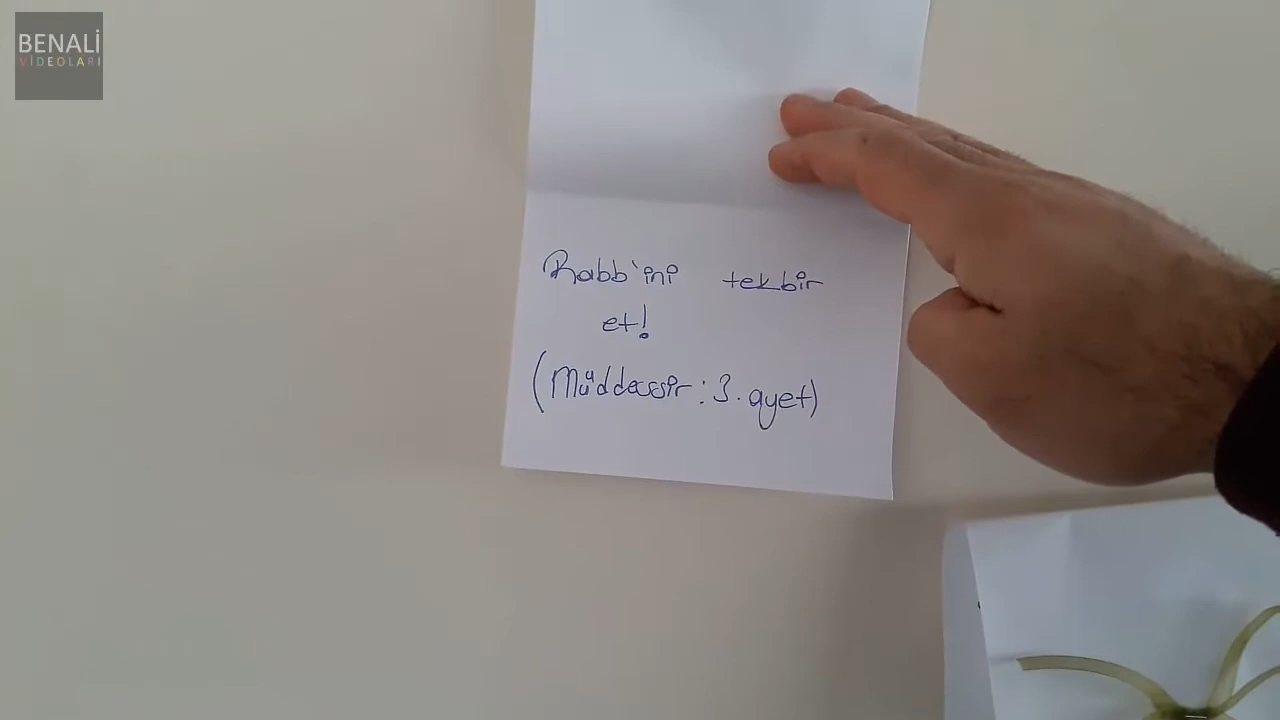 BENALİ
VİDEOLARI
Rabb'ini tekbir
et!
(Müddessir: 3. ayet)